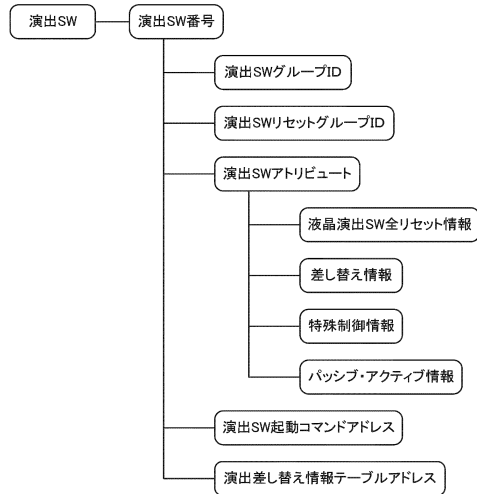 演出SW
演出SW番号
演出SWグループID
演出SWリセットグループID
演出SWアトリビュート
液晶演出SW全リセット情報
差し替え情報
特殊制御情報
パッシブ・アクティブ情報
演出SW起動コマンドアドレス
演出差し替え情報テーブルアドレス